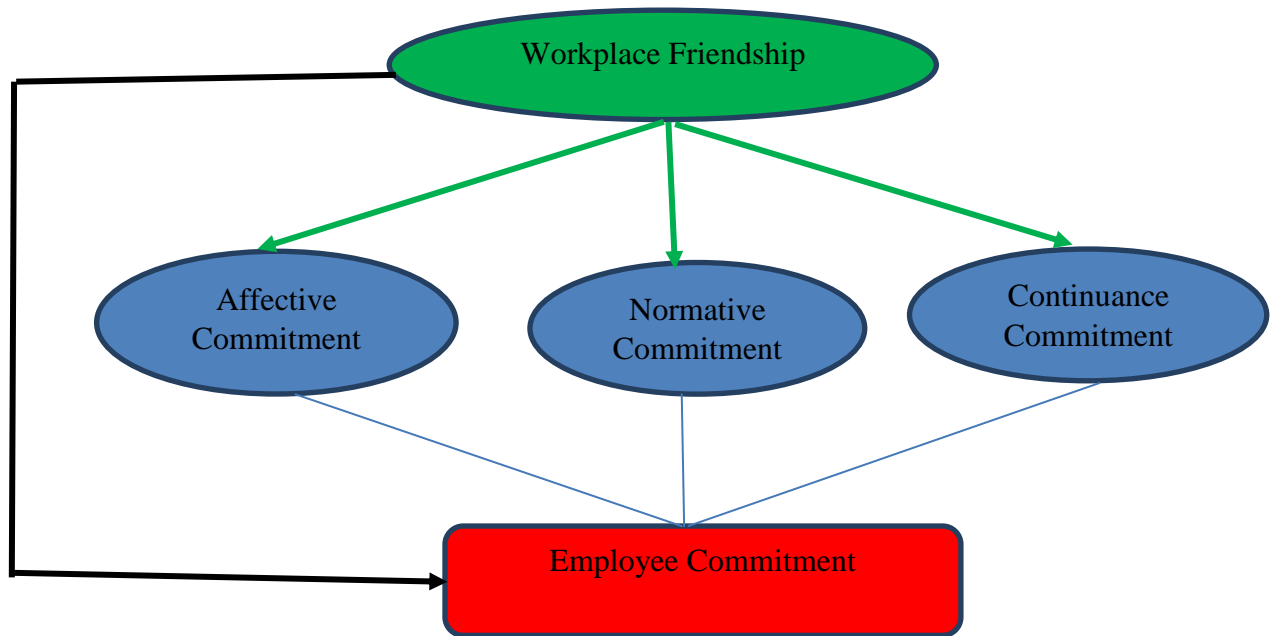 Workplace Friendship
Affective
Commitment
Normative
Commitment
Continuance
Commitment
Employee Commitment